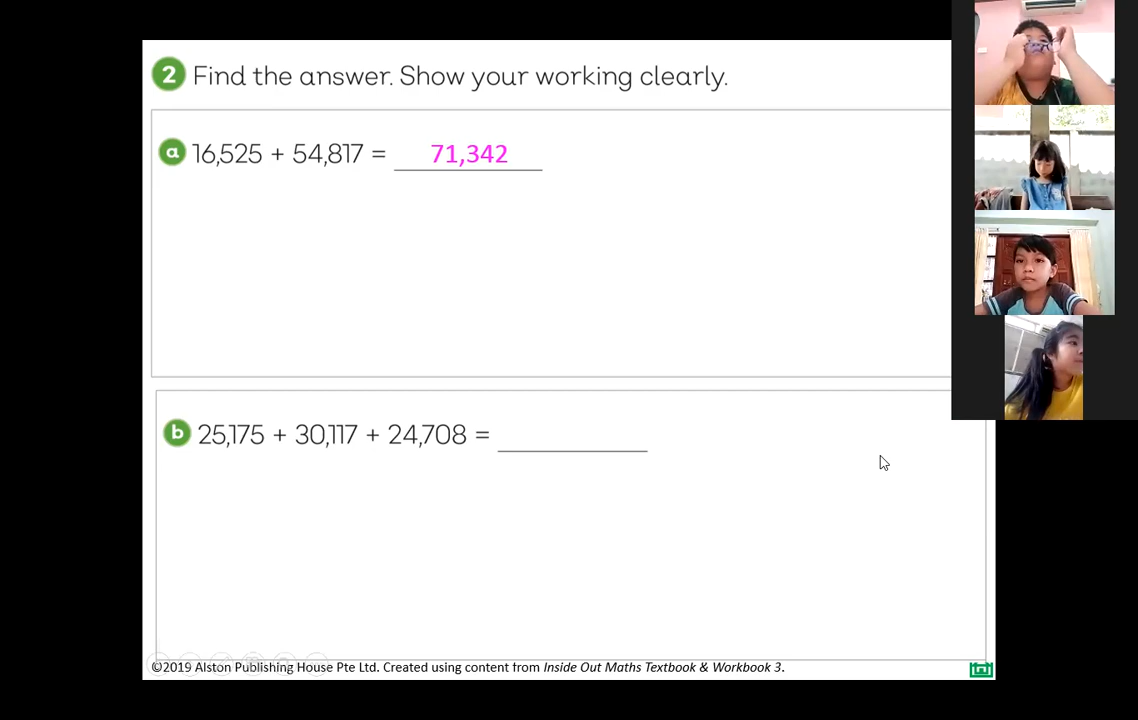 2 Find the answer. Show your working clearly.
a 16,525 + 54,817 = 71,342
b 25,175 + 30,117 + 24,708 = ________
©2019 Alston Publishing House Pte Ltd. Created using content from Inside Out Maths Textbook & Workbook 3.